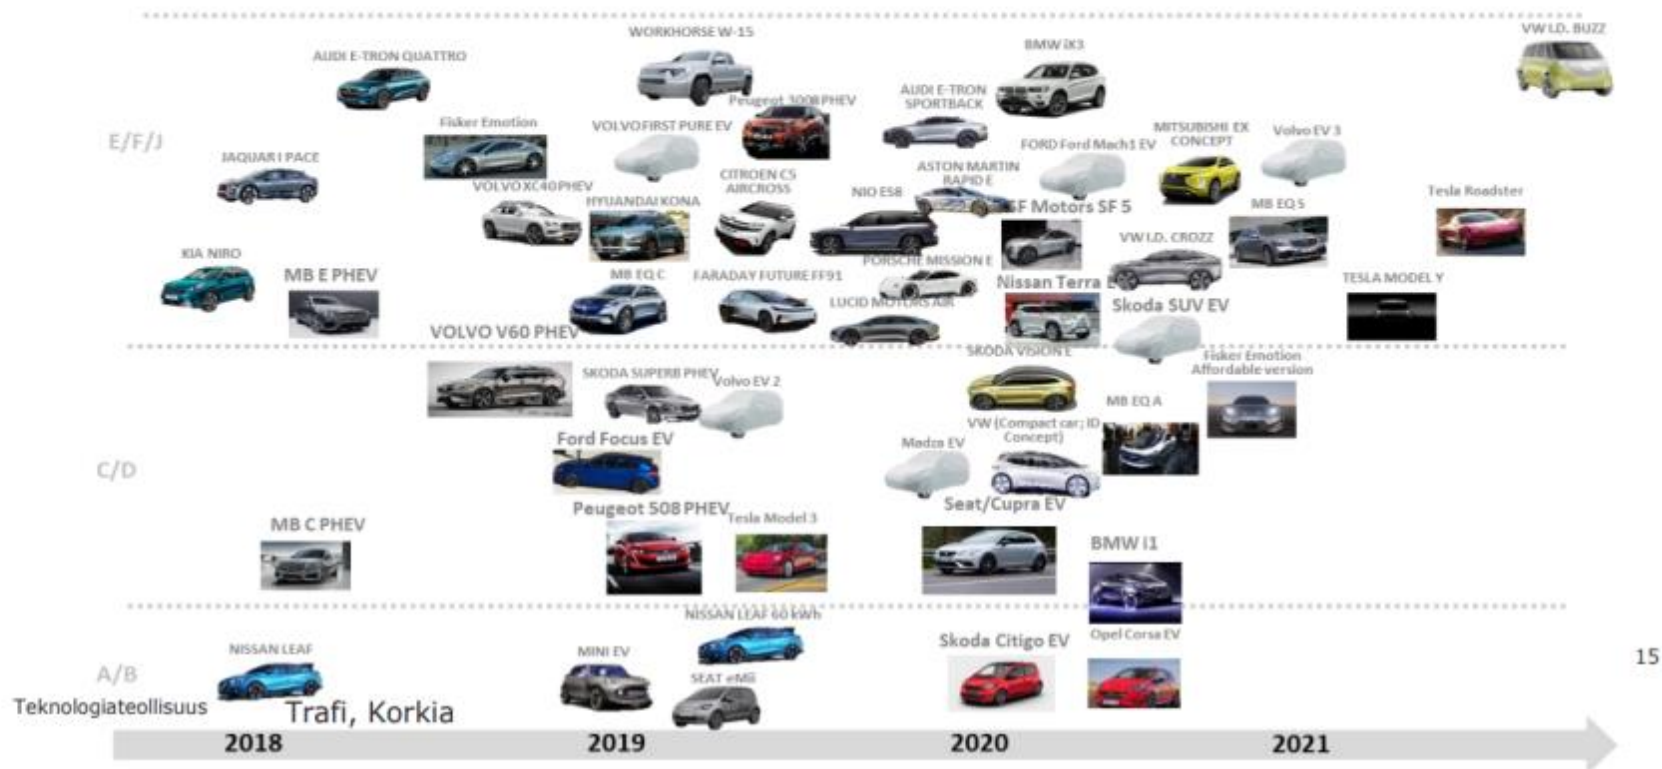 WORKHORSE W-15
VW I.D. BUZZ
AUDI E-TRON QUATTRO
BMW iX3
Peugeot 3008 PHEV
AUDI E-TRON
SPORTBACK
Fisker Emotion
VOLVO FIRST PURE EV
E/F/J
FORD Ford Mach1 EV
MITSUBISHI EX
CONCEPT
Volvo EV 3
JAQUAR I PACE
VOLVO XC40 PHEV
CITROEN C5
AIRCROSS
ASTON MARTIN
RAPID E
NIO ES8
HYUANDAI KONA
SF Motors SF 5
MB EQ S
Tesla Roadster
VW I.D. CROZZ
KIA NIRO
MB E PHEV
MB EQ C
FARADAY FUTURE FF91
PORSCHE MISSION E
Nissan Terra
TESLA MODEL Y
LUCID MOTORS AIR
Skoda SUV EV
VOLVO V60 PHEV
SKODA VISION E
Fisker Emotion
Affordable version
SKODA SUPERB PHEV
Volvo EV 2
MB EQ A
VW (Compact car; ID
Concept)
Ford Focus EV
Madza EV
C/D
Seat/Cupra EV
Peugeot 508 PHEV
Tesla Model 3
MB C PHEV
BMW i1
NISSAN LEAF 60 kWh
Skoda Citigo EV
Opel Corsa EV
NISSAN LEAF
MINI EV
A/B
SEAT eMii
15
Teknologiateollisuus
Trafi, Korkia
2018
2019
2020
2021